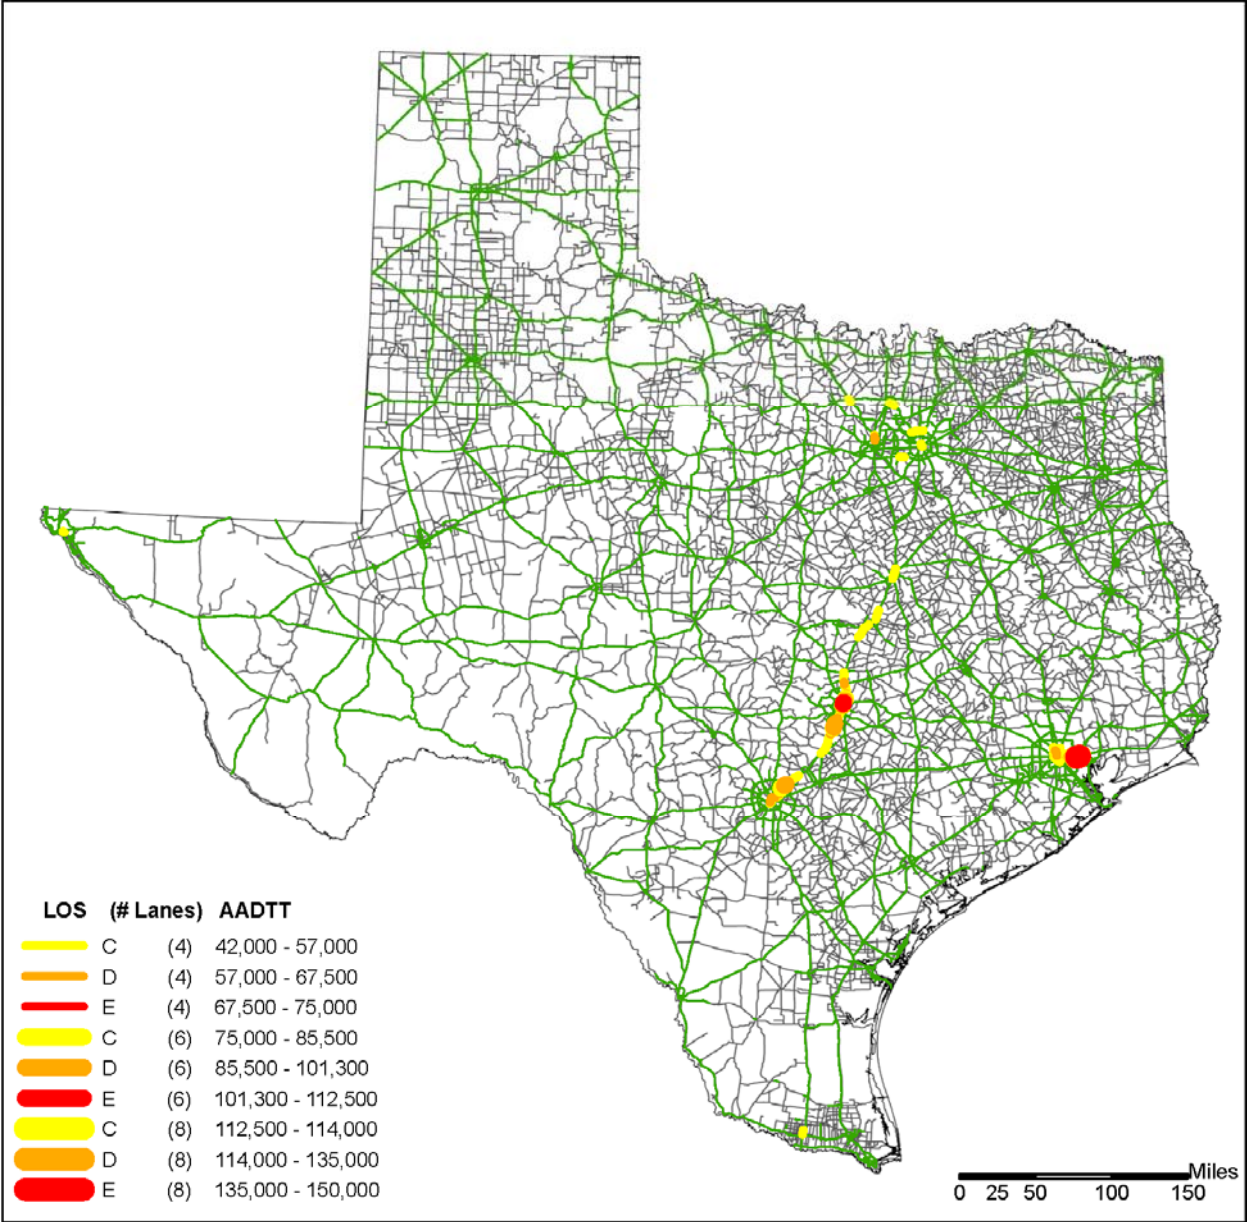 LOS (# Lanes) AADTT
C (4) 42,000 - 57,000
D (4) 57,000 - 67,500
E (4) 67,500 - 75,000
C (6) 75,000 - 85,500
D (6) 85,500 - 101,300
E (6) 101,300 - 112,500
C (8) 112,500 - 114,000
D (8) 114,000 - 135,000
E (8) 135,000 - 150,000
Miles
0 25 50 100 150